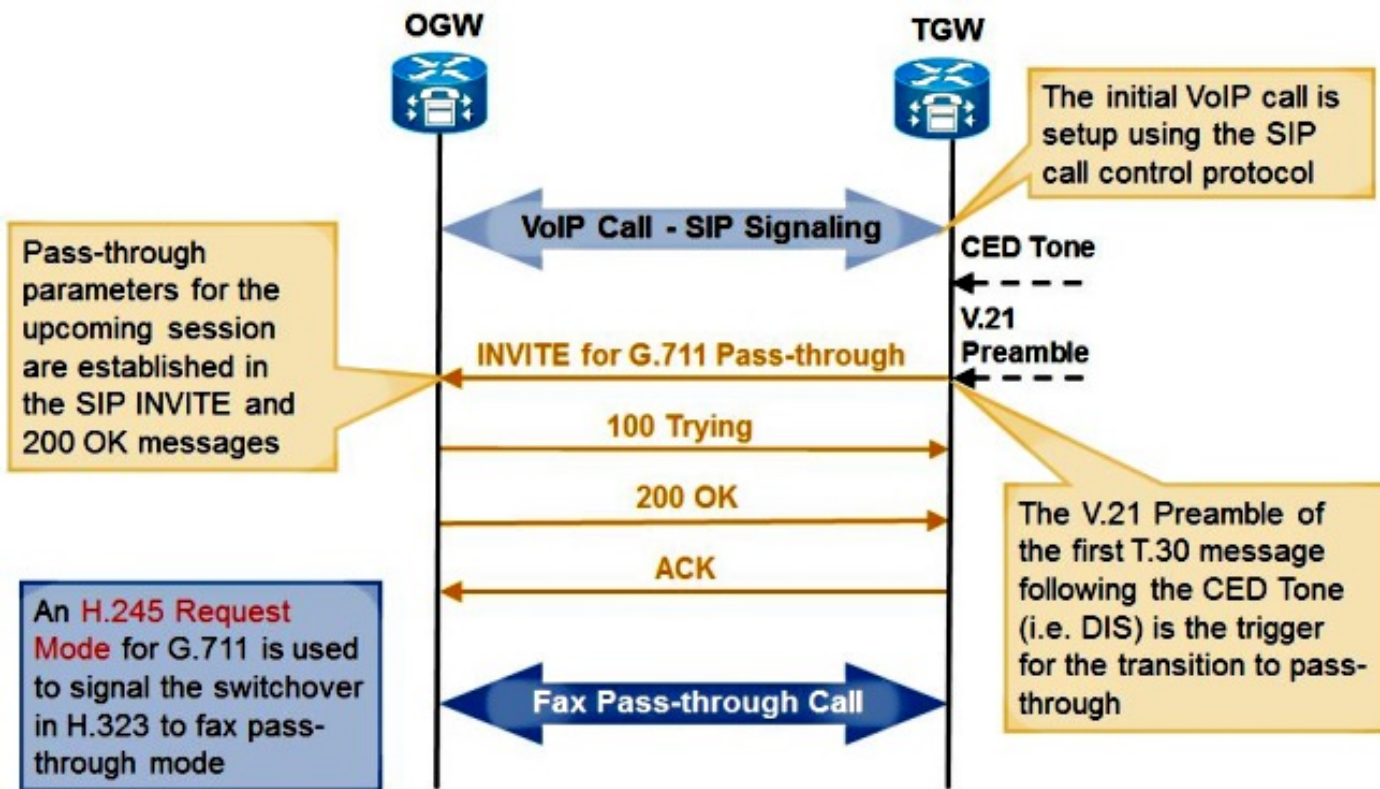 OGW
TGW
The initial VoIP call is
setup using the SIP
call control protocol
VoIP Call - SIP Signaling
CED Tone
Pass-through
parameters for the
upcoming session
are established in
the SIP INVITE and
200 OK messages
V.21
Preamble
INVITE for G.711 Pass-through
100 Trying
200 OK
ACK
The V.21 Preamble of
the first T.30 message
following the CED Tone
(i.e. DIS) is the trigger
for the transition to pass-
through
An H.245 Request
Mode for G.711 is used
to signal the switchover
in H.323 to fax pass-
through mode
Fax Pass-through Call